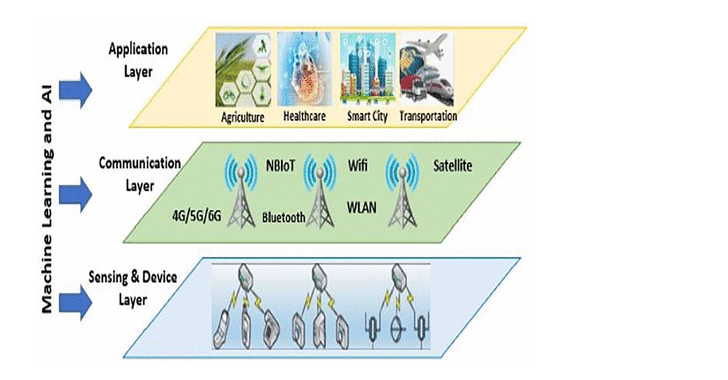 Machine Learning and AI
Application
Layer
Agriculture
Healthcare
Smart City
Transportation
Communication
Layer
NBIoT
Wifi
Satellite
4G/5G/6G
Bluetooth
WLAN
Sensing & Device
Layer